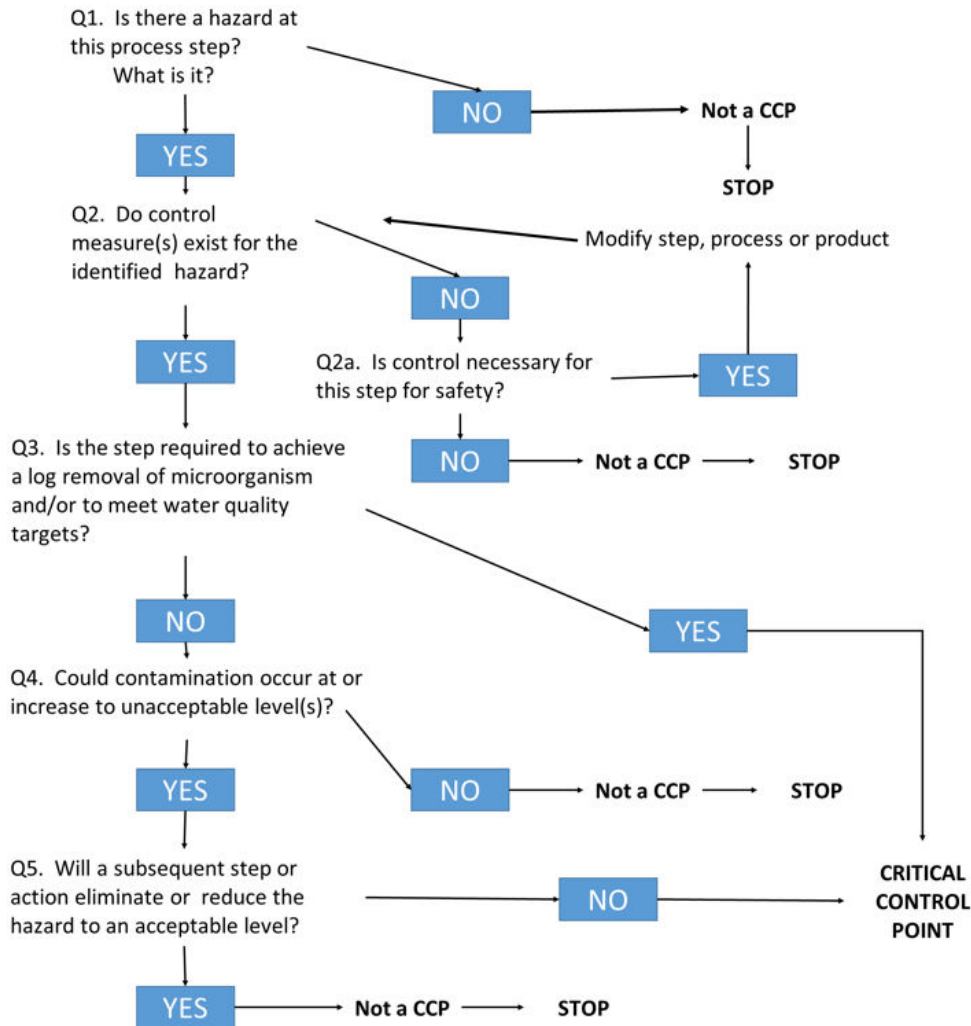 Q1. Is there a hazard at
this process step?
What is it?
NO
Not a CCP
STOP
YES
Q2. Do control
measure(s) exist for the
identified hazard?
Modify step, process or product
NO
YES
Q2a. Is control necessary for
this step for safety?
YES
NO
Not a CCP
STOP
Q3. Is the step required to achieve
a log removal of microorganism
and/or to meet water quality
targets?
NO
YES
Q4. Could contamination occur at or
increase to unacceptable level(s)?
YES
NO
Not a CCP
STOP
Q5. Will a subsequent step or
action eliminate or reduce the
hazard to an acceptable level?
NO
CRITICAL
CONTROL
POINT
YES
Not a CCP
STOP